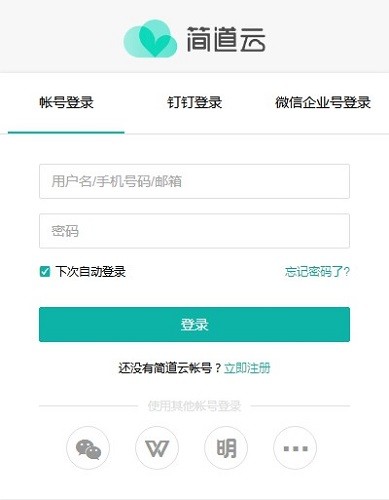 简道云
帐号登录 钉钉登录 微信企业号登录
用户名/手机号码/邮箱
密码
下次自动登录 忘记密码了?
登录
还没有简道云帐号？立即注册
使用其他帐号登录
W 明